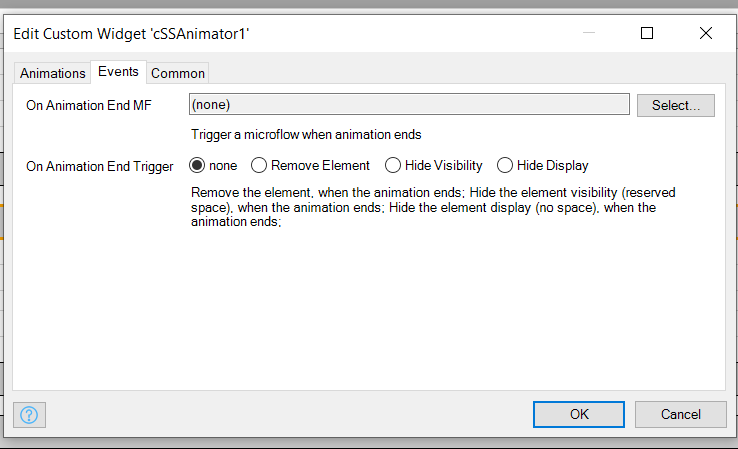 Edit Custom Widget 'cSSAnimator1'
Animations Events Common
On Animation End MF (none) Select...
Trigger a microflow when animation ends
On Animation End Trigger none Remove Element Hide Visibility Hide Display
Remove the element, when the animation ends; Hide the element visibility (reserved
space), when the animation ends; Hide the element display (no space), when the
animation ends;
? OK Cancel